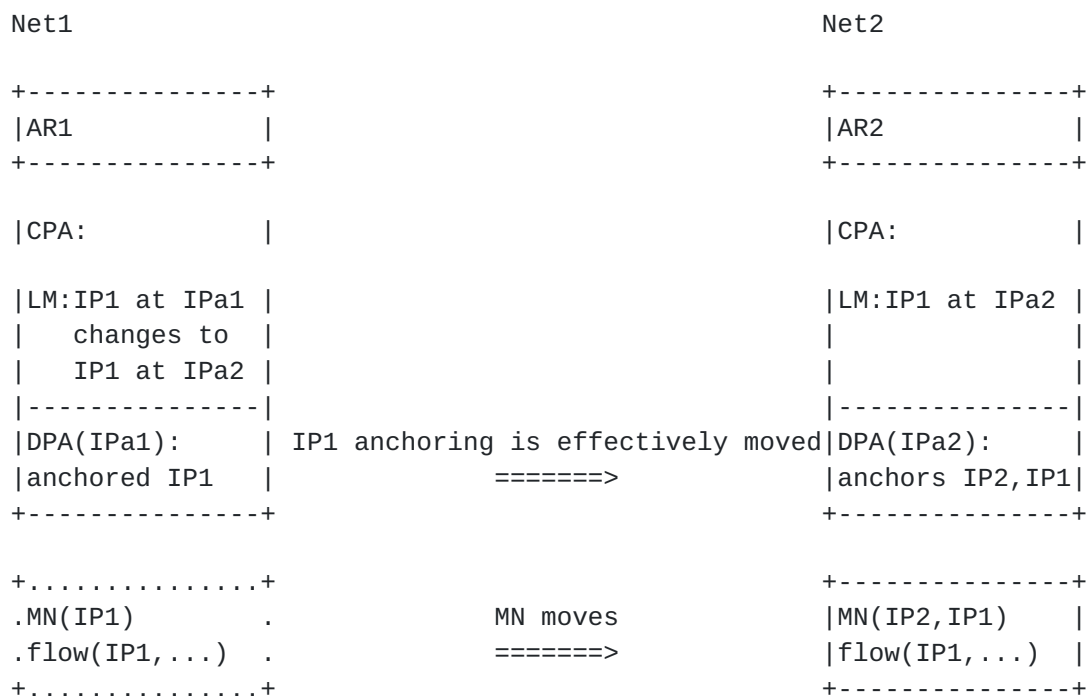 Net1                                              Net2

+---------------+                                 +---------------+
|AR1            |                                 |AR2            |
+---------------+                                 +---------------+

|CPA:           |                                 |CPA:           |

|LM:IP1 at IPa1 |                                 |LM:IP1 at IPa2 |
|   changes to  |                                 |               |
|   IP1 at IPa2 |                                 |               |
|---------------|                                 |---------------|
|DPA(IPa1):     | IP1 anchoring is effectively moved|DPA(IPa2):     |
|anchored IP1   |             =======>            |anchors IP2,IP1|
+---------------+                                 +---------------+

+...............+                                 +---------------+
.MN(IP1)        .             MN moves            |MN(IP2,IP1)    |
.flow(IP1,...)  .             =======>            |flow(IP1,...)  |
+...............+                                 +---------------+